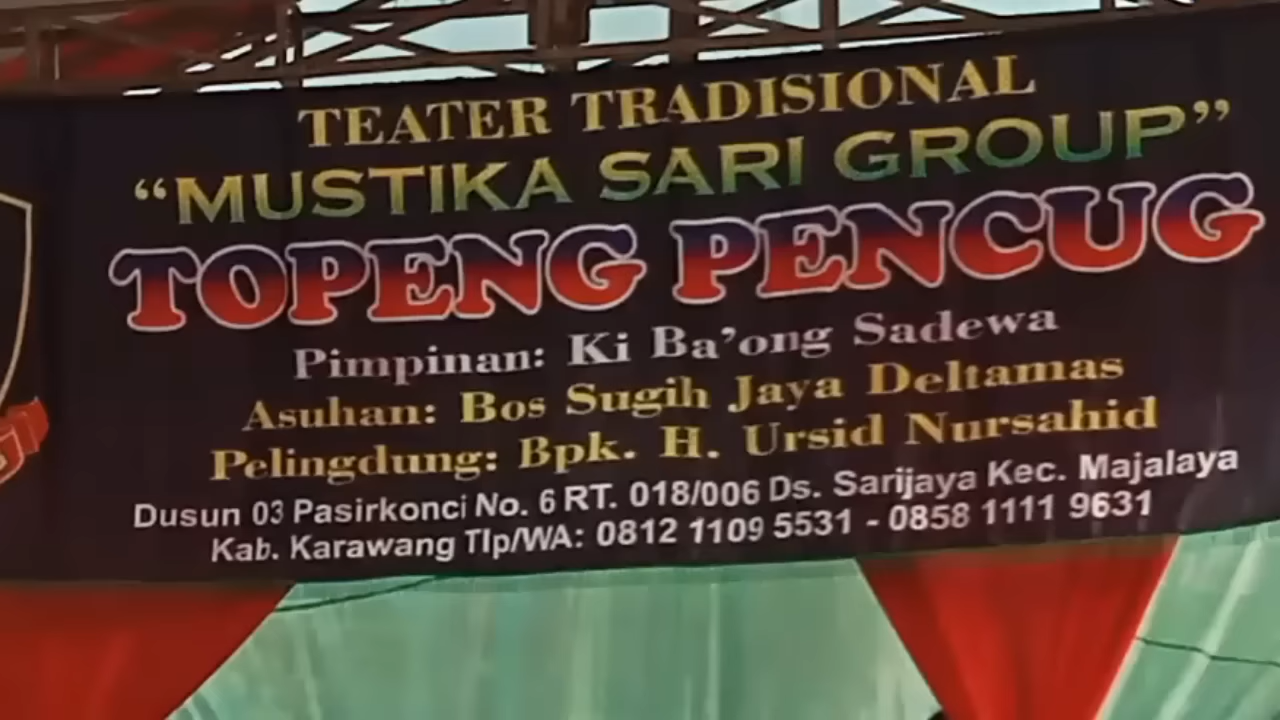 TEATER TRADISIONAL
“MUSTIKA SARI GROUP”
TOPENG PENCUG
Pimpinan: Ki Ba’ong Sadewa
Asuhan: Bos Sugih Jaya Deltamas
Pelingdung: Bpk. H. Ursid Nursahid
Dusun 03 Pasirkonci No. 6 RT. 018/006 Ds. Sarijaya Kec. Majalaya
Kab. Karawang Tlp/WA: 0812 1109 5531 - 0858 1111 9631